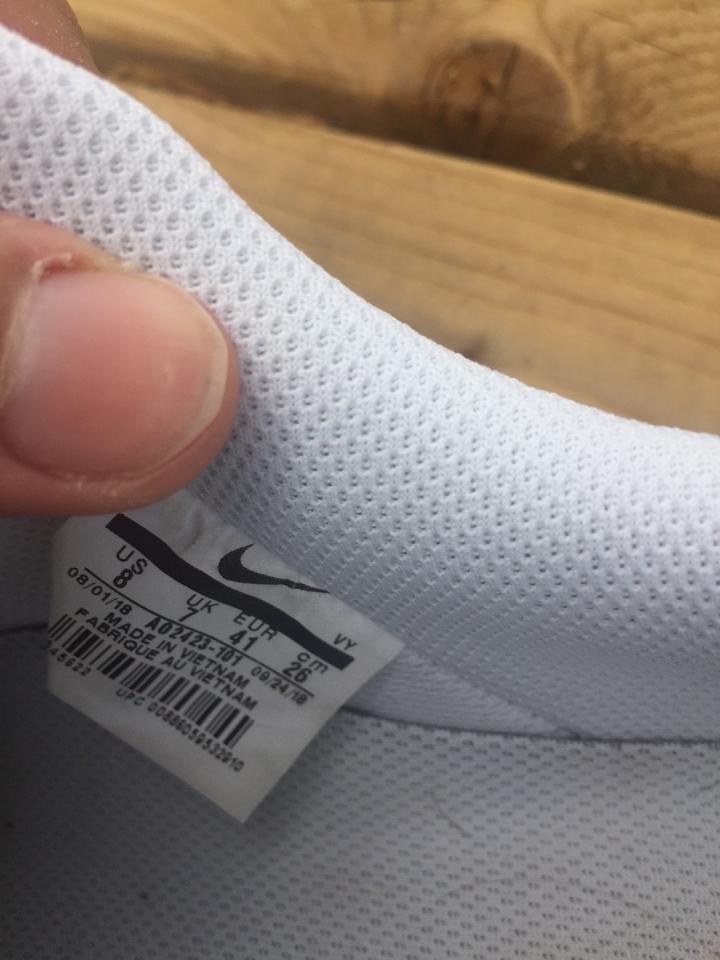 US UK EUR cm VY
8 7 41 26
08/01/18 AO2423-101 09/24/18
MADE IN VIETNAM
FABRIQUE AU VIETNAM
UPC 00886059532910